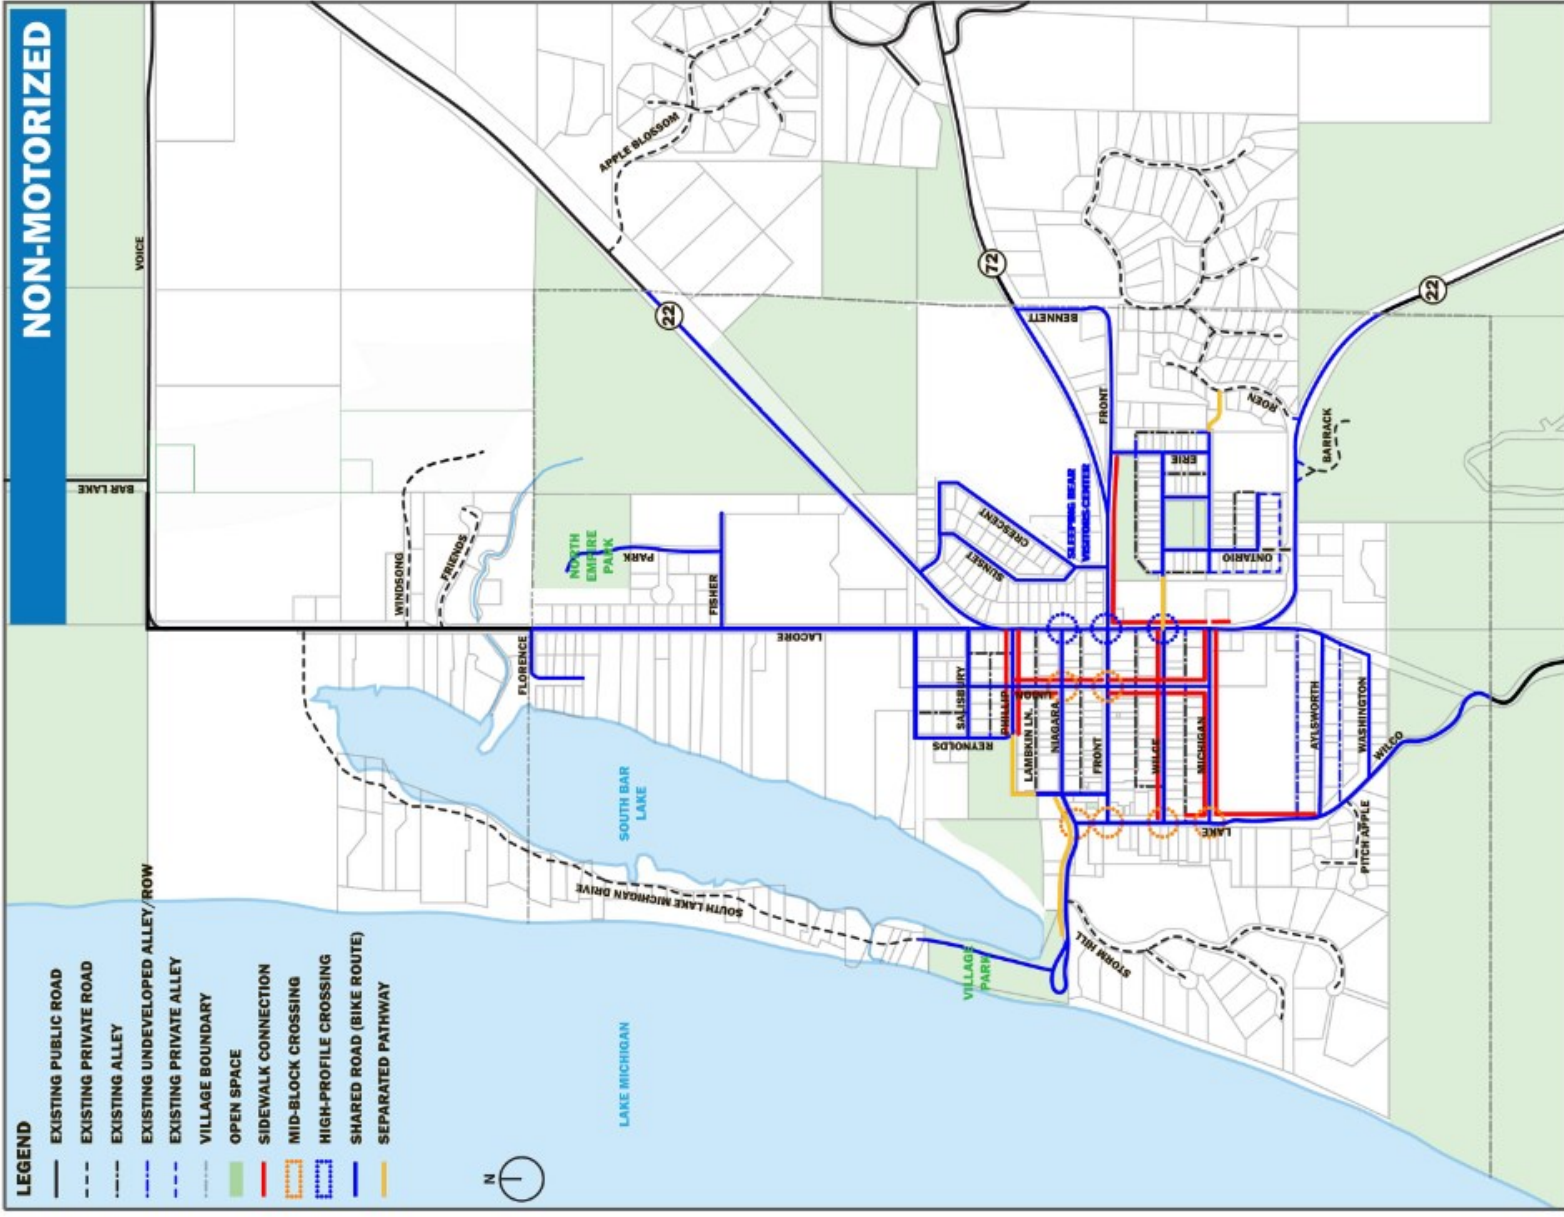 NON-MOTORIZED
LEGEND
EXISTING PUBLIC ROAD
EXISTING PRIVATE ROAD
EXISTING ALLEY
EXISTING UNDEVELOPED ALLEY/ROW
EXISTING PRIVATE ALLEY
VILLAGE BOUNDARY
OPEN SPACE
SIDEWALK CONNECTION
MID-BLOCK CROSSING
HIGH-PROFILE CROSSING
SHARED ROAD (BIKE ROUTE)
SEPARATED PATHWAY
N
VOICE
BAR LAKE
WINDSONG
FRIENDS
FLORENCE
NORTH
EMPIRE
PARK
PARK
FISHER
LACORE
APPLE BLOSSOM
22
72
22
BENNETT
FRONT
SLEEPING BEAR
VISITORS CENTER
CRESCENT
SUNSET
ERIE
ONTARIO
ROEN
BARRACK
SALISBURY
REYNOLDS
PHILLIP
UNION
LAMBKIN LN.
NIAGARA
FRONT
WILCE
MICHIGAN
AYLSWORTH
WASHINGTON
WILCO
LAKE
PITCH APPLE
STORM HILL
VILLAGE
PARK
SOUTH LAKE MICHIGAN DRIVE
SOUTH BAR
LAKE
LAKE MICHIGAN